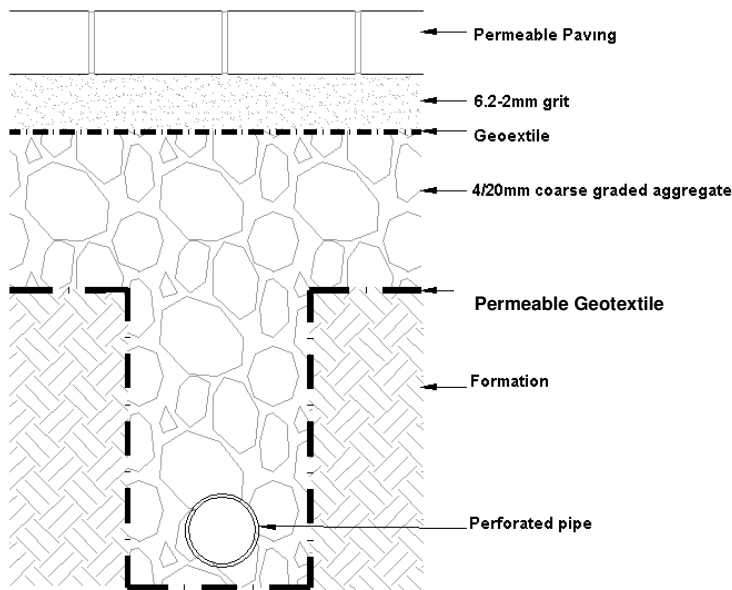 Permeable Paving
6.2-2mm grit
Geoextile
4/20mm coarse graded aggregate
Permeable Geotextile
Formation
Perforated pipe